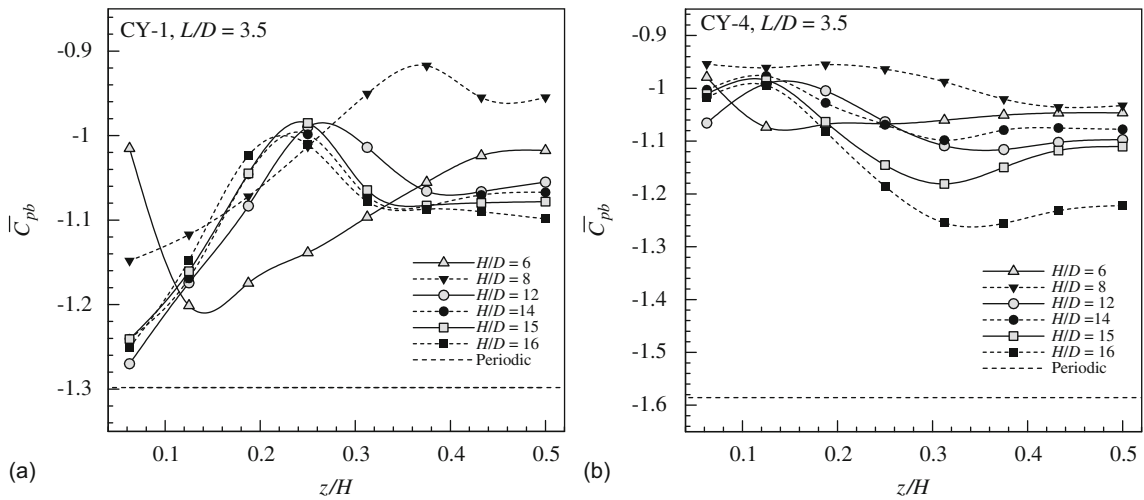 CY-1, L/D = 3.5
-0.9
-1
-1.1
-1.2
-1.3
C̅pb
H/D = 6
H/D = 8
H/D = 12
H/D =14
H/D = 15
H/D = 16
Periodic
0.1 0.2 0.3 0.4 0.5
z/H
(a)
CY-4, L/D = 3.5
-0.9
-1.0
-1.1
-1.2
-1.3
-1.4
-1.5
-1.6
C̅pb
H/D = 6
H/D = 8
H/D = 12
H/D =14
H/D = 15
H/D = 16
Periodic
0.1 0.2 0.3 0.4 0.5
z/H
(b)